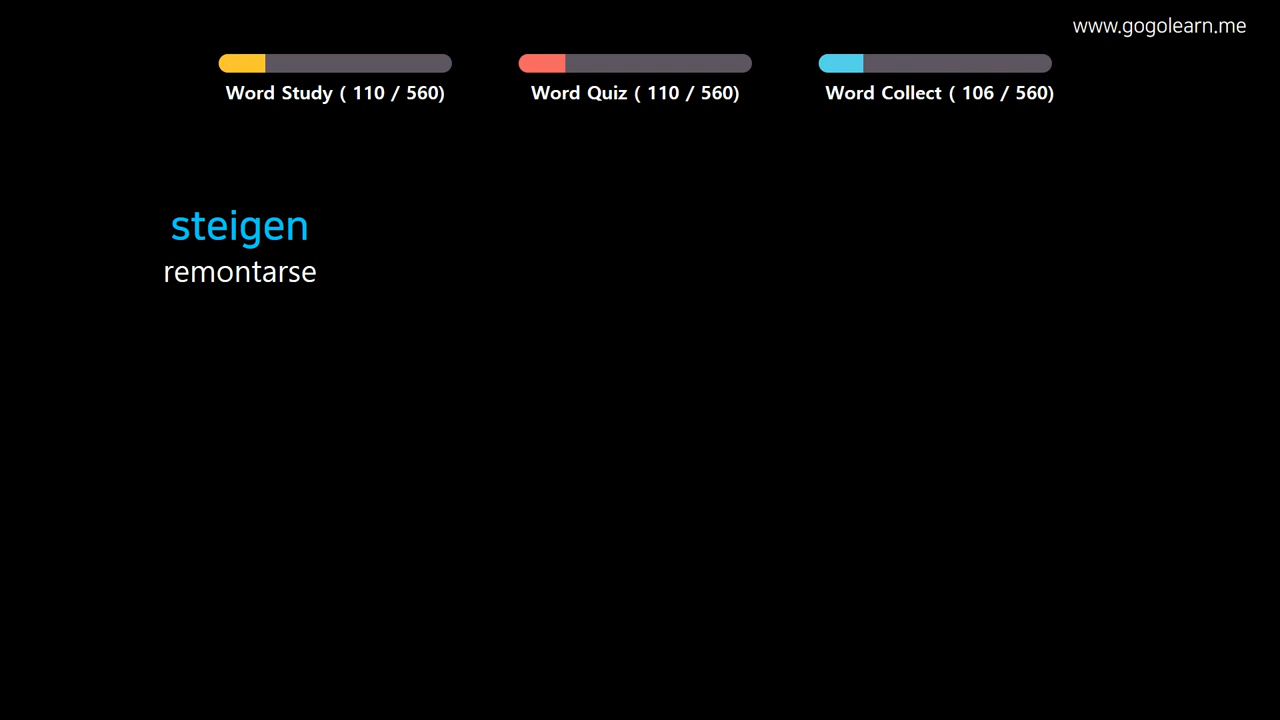 www.gogolearn.me
Word Study ( 110 / 560)
Word Quiz ( 110 / 560)
Word Collect ( 106 / 560)
steigen
remontarse